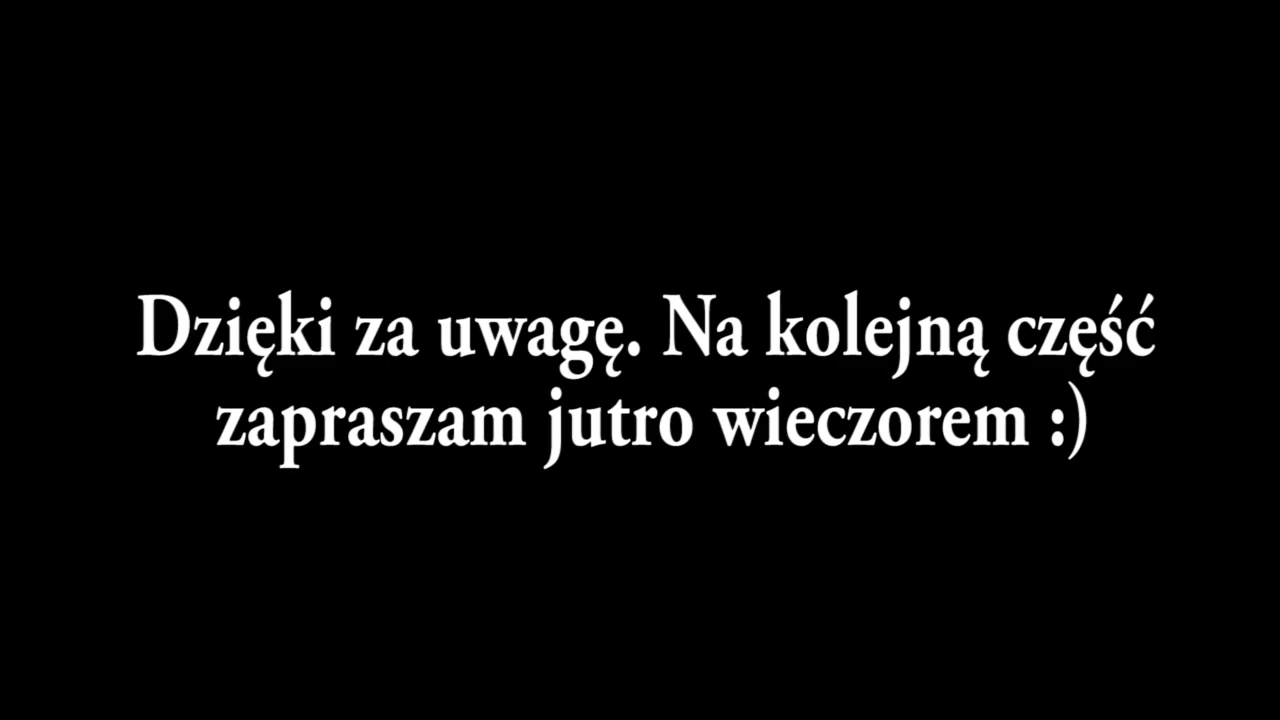 Dzięki za uwagę. Na kolejną część
zapraszam jutro wieczorem :)